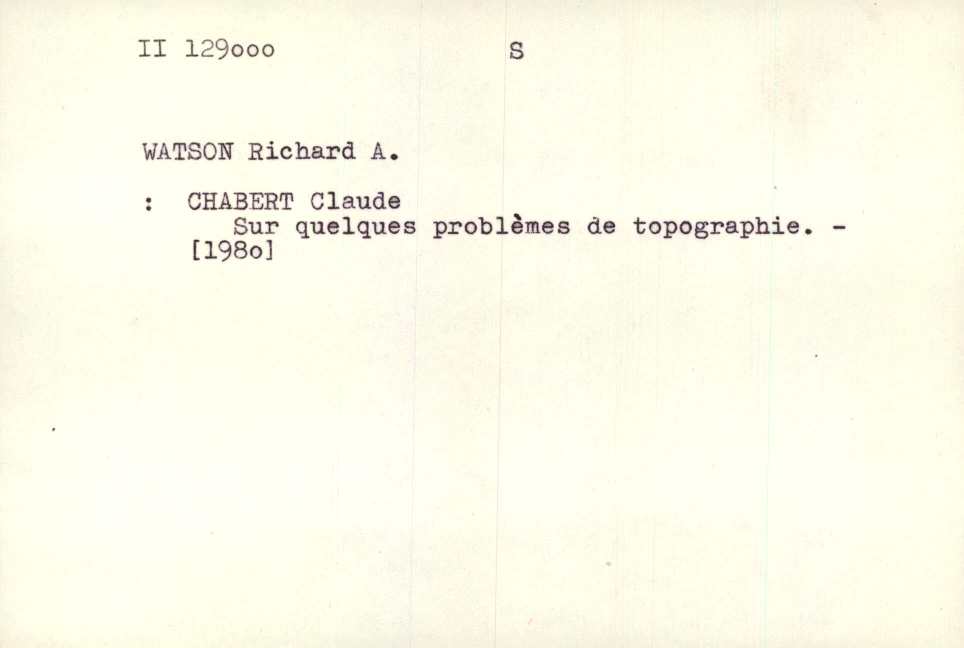 II 129ooo S
WATSON Richard A.
: CHABERT Claude
Sur quelques problèmes de topographie. -
[198o]